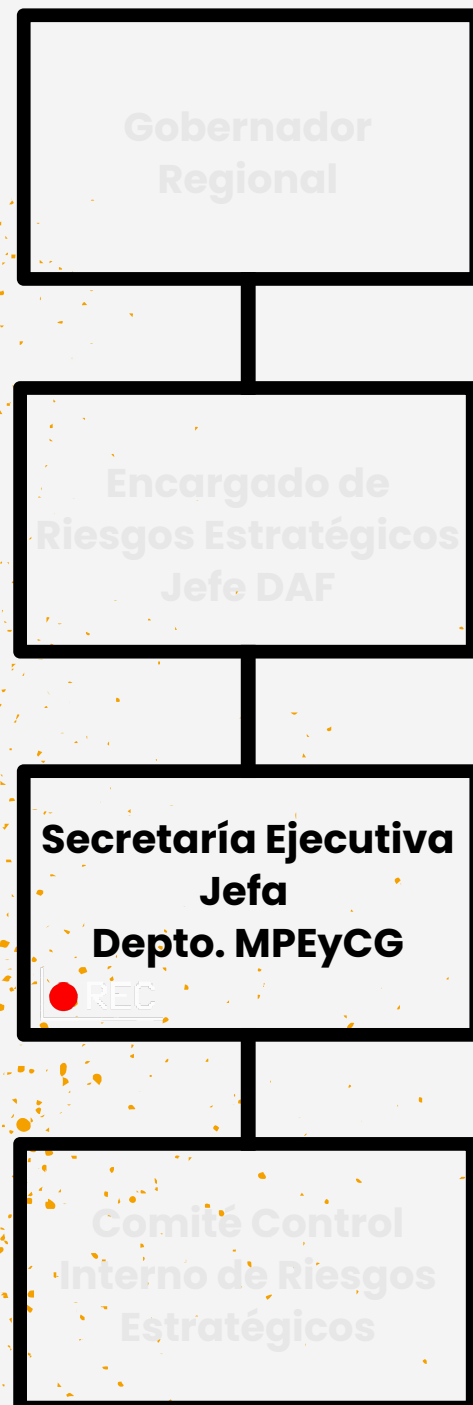 Gobernador
Regional
Encargado de
Riesgos Estratégicos
Jefe DAF
Secretaría Ejecutiva
Jefa
Depto. MPEyCG
REC
Comité Control
Interno de Riesgos
Estratégicos